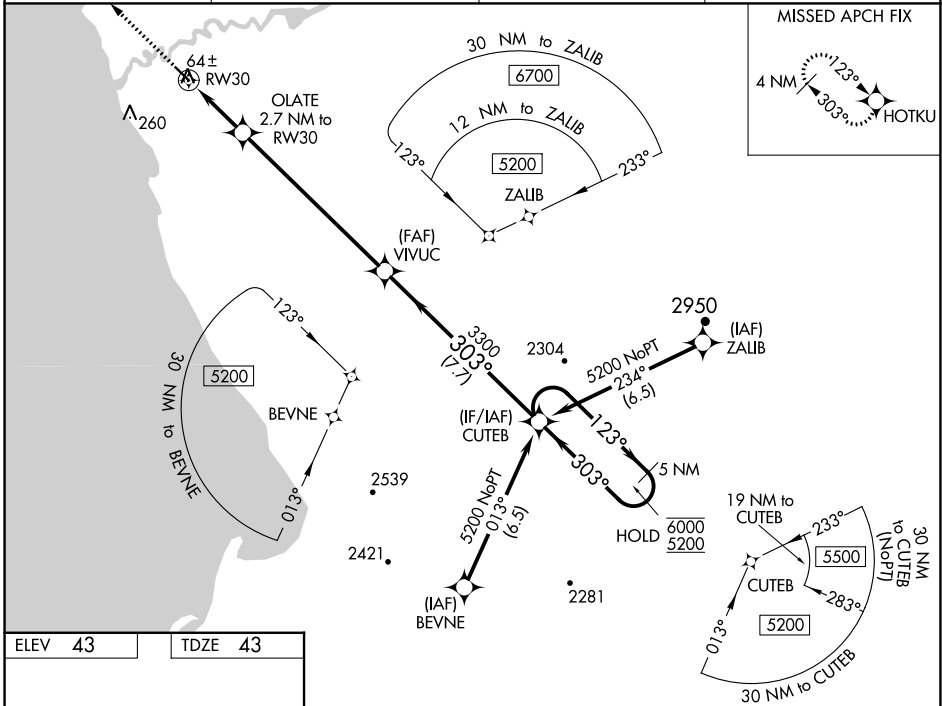 MISSED APCH FIX
4 NM
123°
303°
HOTKU
64±
RW30
260
OLATE
2.7 NM to
RW30
30 NM to ZALIB
6700
12 NM to ZALIB
5200
123°
233°
ZALIB
(FAF)
VIVUC
3300
303°
(7.7)
123°
30 NM to BEVNE
5200
BEVNE
013°
2950
(IAF)
ZALIB
2304
5200 NoPT
234°
(6.5)
(IF/IAF)
CUTEB
123°
303°
5 NM
HOLD
6000
5200
2539
2421
5200 NoPT
013°
(6.5)
(IAF)
BEVNE
2281
19 NM to
CUTEB
233°
30 NM
to CUTEB
(NoPT)
5500
CUTEB
283°
5200
013°
30 NM to CUTEB
ELEV 43
TDZE 43